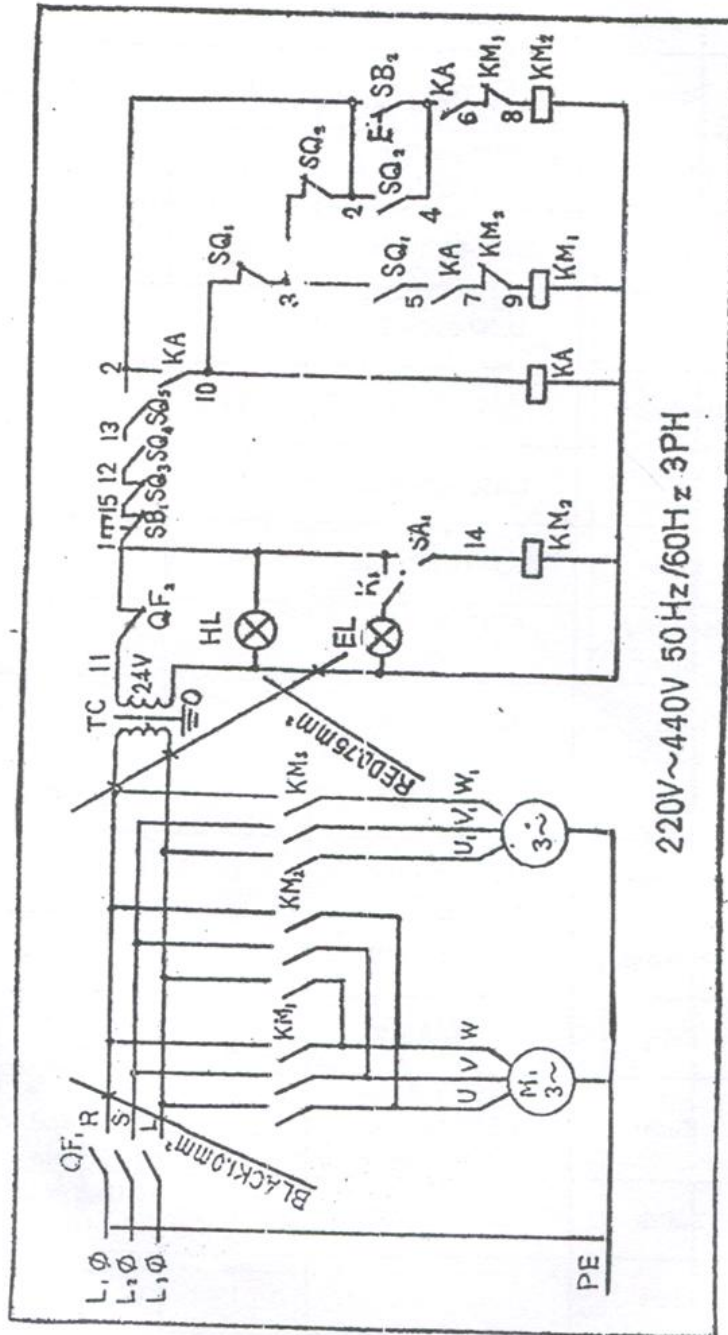 L₁ Ø
L₂ Ø
L₃ Ø
QF₁
R
S
L
BLACK1.0mm²
PE
KM₁
KM₂
KM₃
U
V
W
U₁
V₁
W₁
M₁
3~
3~
TC
11
24V
0
QF₂
RED0.75mm²
HL
EL
1
15
12
13
2
SB₁
SQ₃
SQ₄
SQ₅
SA₁
14
KM₃
KA
10
KA
SQ₁
3
SQ₁
5
KA
7
KM₂
9
KM₁
SQ₂
2
SQ₂
4
E
SB₂
KA
6
KM₁
8
KM₂
220V~440V 50Hz/60Hz 3PH